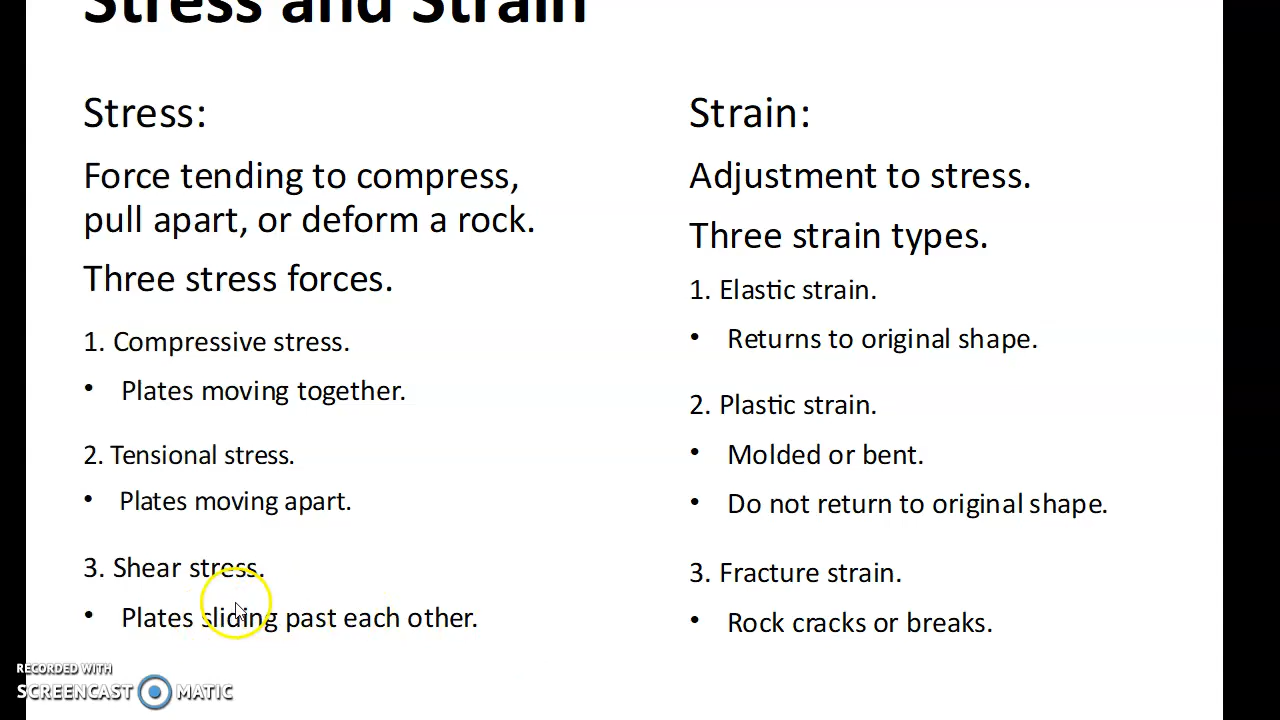 Stress and Strain
Stress:
Force tending to compress,
pull apart, or deform a rock.
Three stress forces.
1. Compressive stress.
• Plates moving together.
2. Tensional stress.
• Plates moving apart.
3. Shear stress.
• Plates sliding past each other.
Strain:
Adjustment to stress.
Three strain types.
1. Elastic strain.
• Returns to original shape.
2. Plastic strain.
• Molded or bent.
• Do not return to original shape.
3. Fracture strain.
• Rock cracks or breaks.
RECORDED WITH
SCREENCAST MATIC